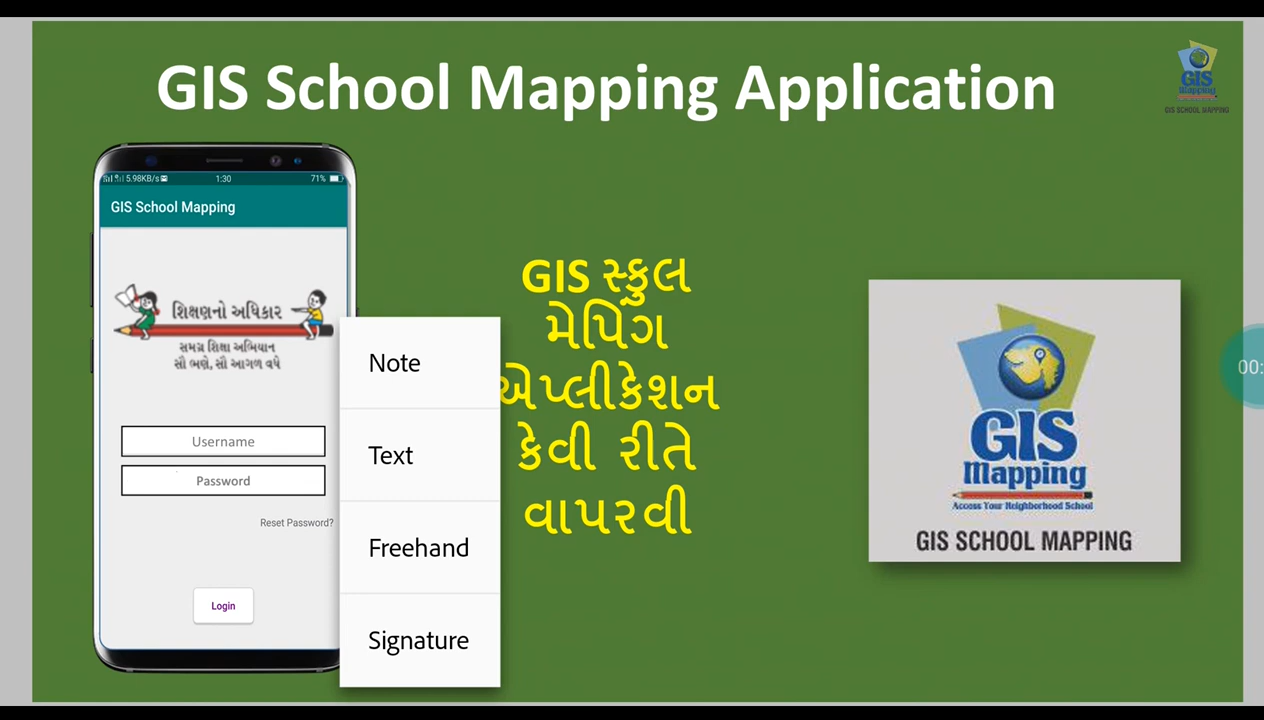 GIS School Mapping Application
GIS
Mapping
GIS SCHOOL MAPPING
5.98KB/s
1:30
71%
GIS School Mapping
શિક્ષણનો અધિકાર
સમગ્ર શિક્ષા અભિયાન
સૌ ભણે, સૌ આગળ વધે
Username
Password
Reset Password?
Login
Note
Text
Freehand
Signature
GIS સ્કુલ
મેપિંગ
એપ્લીકેશન
કેવી રીતે
વાપરવી
GIS
Mapping
Access Your Neighborhood School
GIS SCHOOL MAPPING
00: